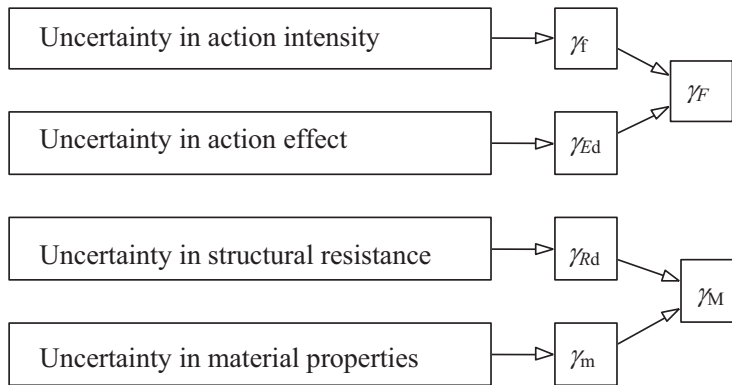 Uncertainty in action intensity
γf
γF
Uncertainty in action effect
γEd
Uncertainty in structural resistance
γRd
γM
Uncertainty in material properties
γm